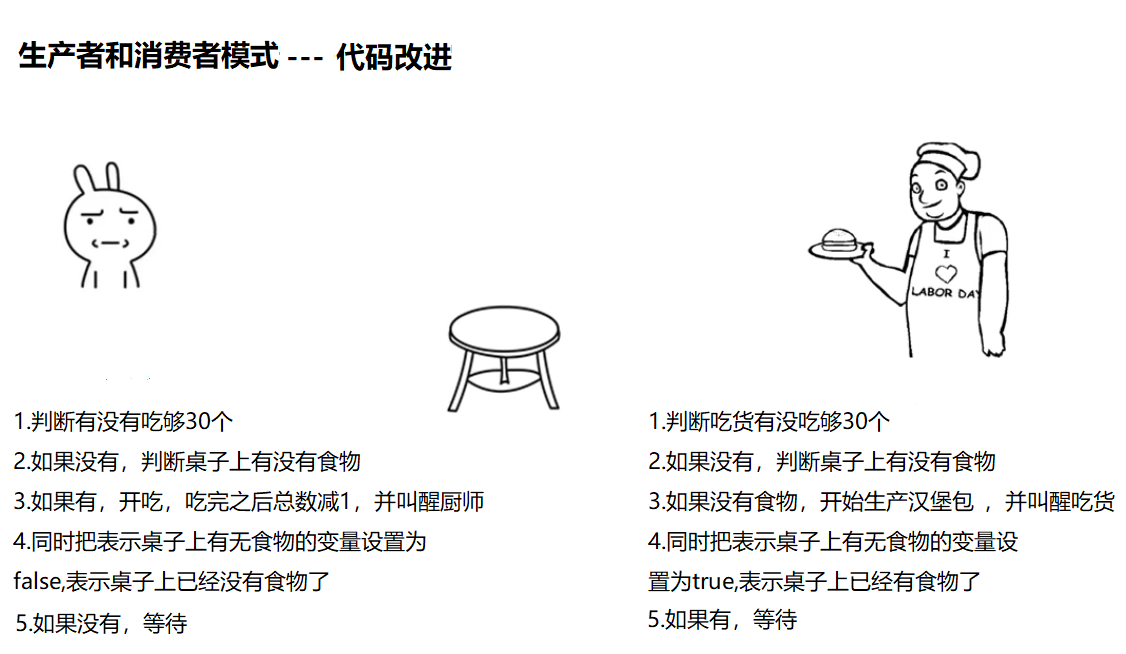 生产者和消费者模式 --- 代码改进
I
LABOR DAY
1.判断有没有吃够30个
2.如果没有，判断桌子上有没有食物
3.如果有，开吃，吃完之后总数减1，并叫醒厨师
4.同时把表示桌子上有无食物的变量设置为
false,表示桌子上已经没有食物了
5.如果没有，等待
1.判断吃货有没吃够30个
2.如果没有，判断桌子上有没有食物
3.如果没有食物，开始生产汉堡包 ，并叫醒吃货
4.同时把表示桌子上有无食物的变量设
置为true,表示桌子上已经有食物了
5.如果有，等待